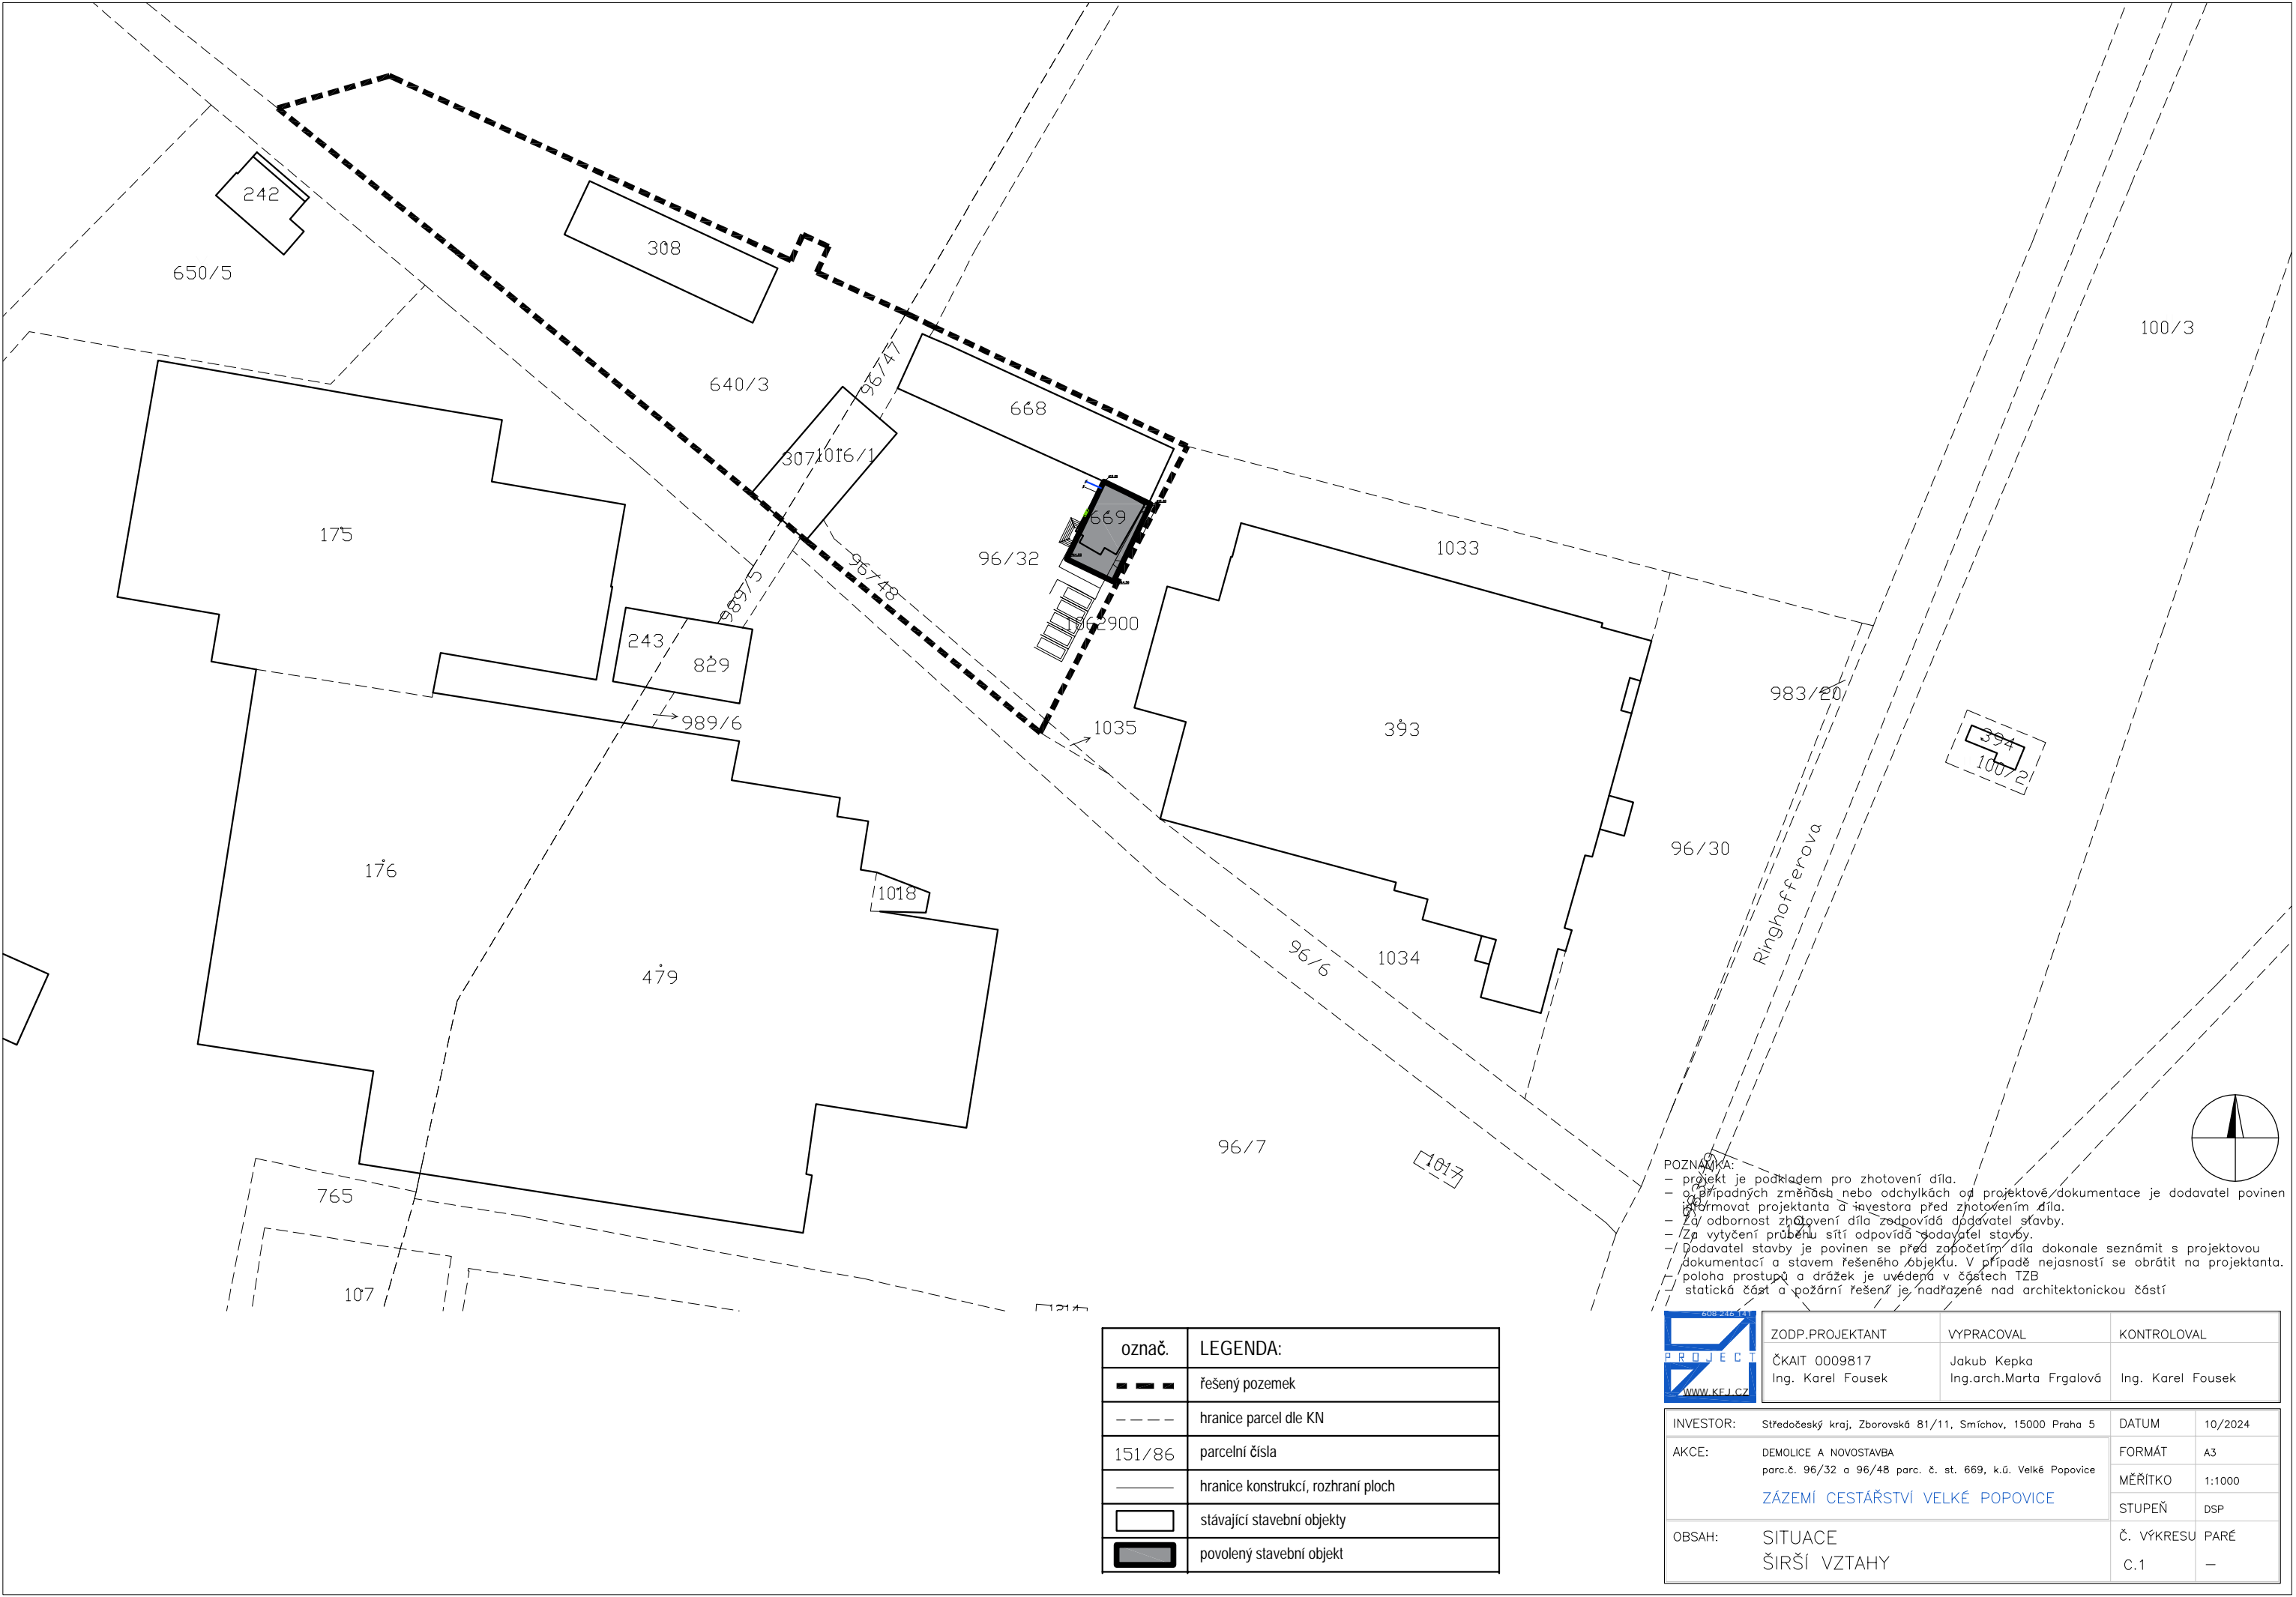 242
650/5
308
640/3
96/47
668
307
1016/1
669
175
96/32
96/48
989/5
1033
100/3
243
829
989/6
1035
393
983/20
394
100/2
176
1018
479
96/30
Ringhofferova
96/6
1034
96/7
1017
765
107
POZNÁMKA:
– projekt je podkladem pro zhotovení díla.
– o případných změnách nebo odchylkách od projektové dokumentace je dodavatel povinen
informovat projektanta a investora před zhotovením díla.
– Za odbornost zhotovení díla zodpovídá dodavatel stavby.
– Za vytyčení průběhu sítí odpovídá dodavatel stavby.
– Dodavatel stavby je povinen se před započetím díla dokonale seznámit s projektovou
dokumentací a stavem řešeného objektu. V případě nejasností se obrátit na projektanta.
– poloha prostupů a drážek je uvedena v částech TZB
– statická část a požární řešení je nadřazené nad architektonickou částí
označ. LEGENDA:
řešený pozemek
hranice parcel dle KN
151/86 parcelní čísla
hranice konstrukcí, rozhraní ploch
stávající stavební objekty
povolený stavební objekt
608 246 141
PROJECT
WWW.KFJ.CZ
ZODP.PROJEKTANT VYPRACOVAL KONTROLOVAL
ČKAIT 0009817 Jakub Kepka
Ing. Karel Fousek Ing.arch.Marta Frgalová Ing. Karel Fousek
INVESTOR: Středočeský kraj, Zborovská 81/11, Smíchov, 15000 Praha 5 DATUM 10/2024
AKCE: DEMOLICE A NOVOSTAVBA FORMÁT A3
parc.č. 96/32 a 96/48 parc. č. st. 669, k.ú. Velké Popovice
MĚŘÍTKO 1:1000
ZÁZEMÍ CESTÁŘSTVÍ VELKÉ POPOVICE
STUPEŇ DSP
OBSAH: SITUACE Č. VÝKRESU PARÉ
ŠIRŠÍ VZTAHY C.1 –